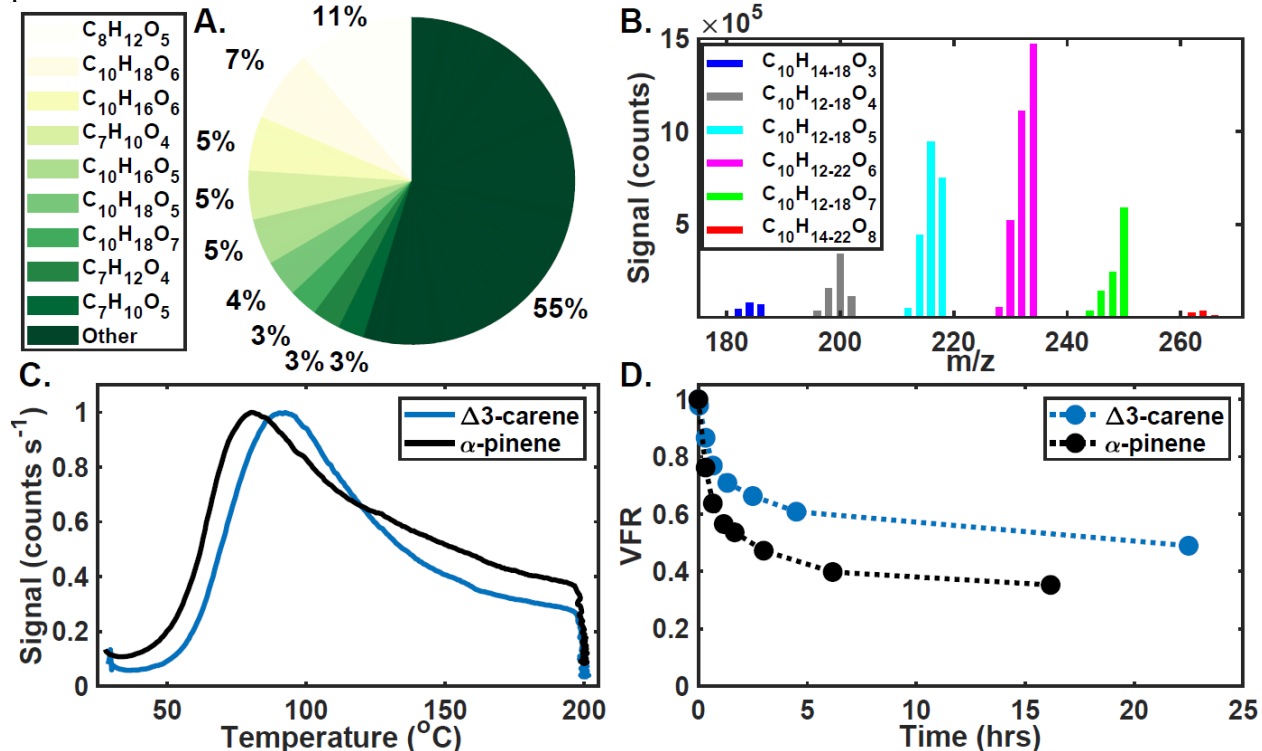 A.
C₈H₁₂O₅
C₁₀H₁₈O₆
C₁₀H₁₆O₆
C₇H₁₀O₄
C₁₀H₁₆O₅
C₁₀H₁₈O₅
C₁₀H₁₈O₇
C₇H₁₂O₄
C₇H₁₀O₅
Other
11%
7%
5%
5%
5%
4%
3%
3%
3%
55%
B.
×10⁵
15
10
5
Signal (counts)
C₁₀H₁₄₋₁₈O₃
C₁₀H₁₂₋₁₈O₄
C₁₀H₁₂₋₁₈O₅
C₁₀H₁₂₋₂₂O₆
C₁₀H₁₂₋₁₈O₇
C₁₀H₁₄₋₂₂O₈
180 200 220 240 260
m/z
C.
1
0.8
0.6
0.4
0.2
0
Signal (counts s⁻¹)
Δ3-carene
α-pinene
50 100 150 200
Temperature (°C)
D.
1
0.8
0.6
0.4
0.2
0
VFR
Δ3-carene
α-pinene
0 5 10 15 20 25
Time (hrs)